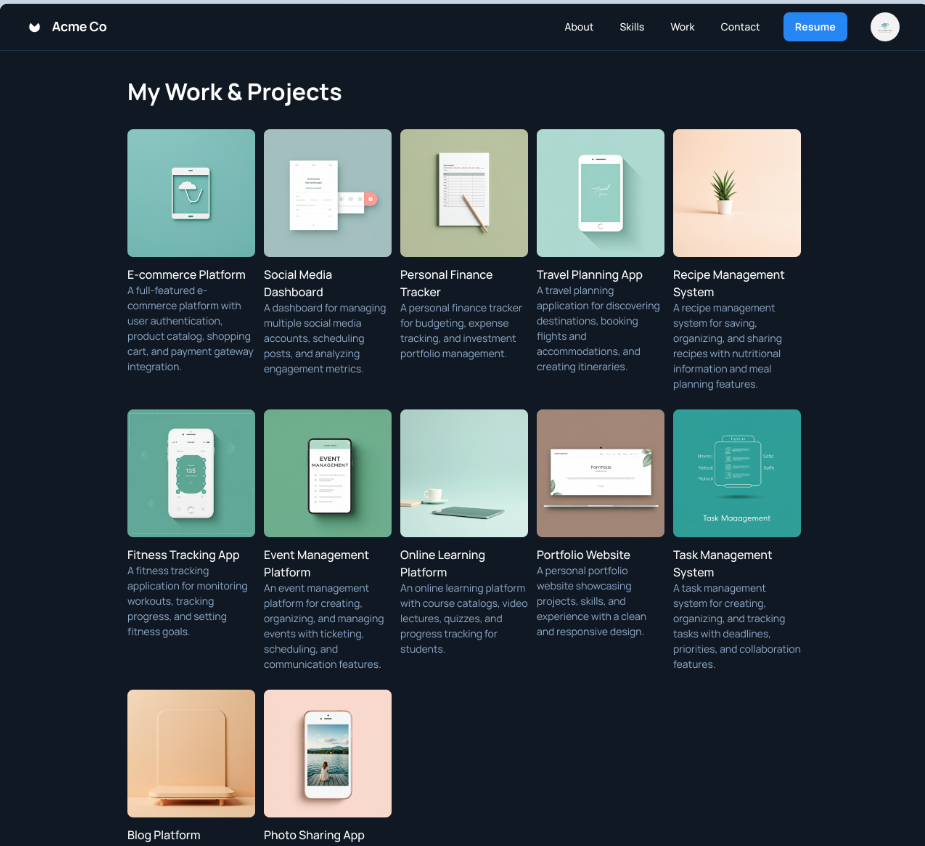 Acme Co
About
Skills
Work
Contact
Resume
My Work & Projects
E-commerce Platform
A full-featured e-
commerce platform with
user authentication,
product catalog, shopping
cart, and payment gateway
integration.
Social Media
Dashboard
A dashboard for managing
multiple social media
accounts, scheduling
posts, and analyzing
engagement metrics.
Personal Finance
Tracker
A personal finance tracker
for budgeting, expense
tracking, and investment
portfolio management.
Travel Planning App
A travel planning
application for discovering
destinations, booking
flights and
accommodations, and
creating itineraries.
Recipe Management
System
A recipe management
system for saving,
organizing, and sharing
recipes with nutritional
information and meal
planning features.
EVENT
MANAGEMENT
Task Maaagement
Fitness Tracking App
A fitness tracking
application for monitoring
workouts, tracking
progress, and setting
fitness goals.
Event Management
Platform
An event management
platform for creating,
organizing, and managing
events with ticketing,
scheduling, and
communication features.
Online Learning
Platform
An online learning platform
with course catalogs, video
lectures, quizzes, and
progress tracking for
students.
Portfolio Website
A personal portfolio
website showcasing
projects, skills, and
experience with a clean
and responsive design.
Task Management
System
A task management
system for creating,
organizing, and tracking
tasks with deadlines,
priorities, and collaboration
features.
Blog Platform
Photo Sharing App